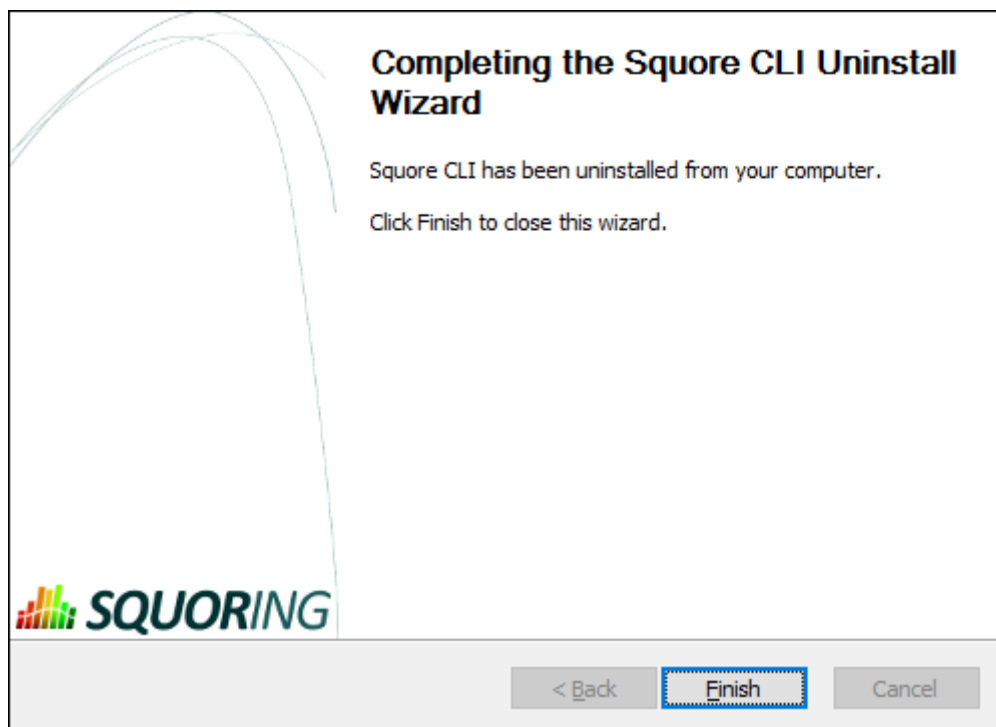 Completing the Squore CLI Uninstall
Wizard
Squore CLI has been uninstalled from your computer.
Click Finish to close this wizard.
SQUORING
< Back
Finish
Cancel